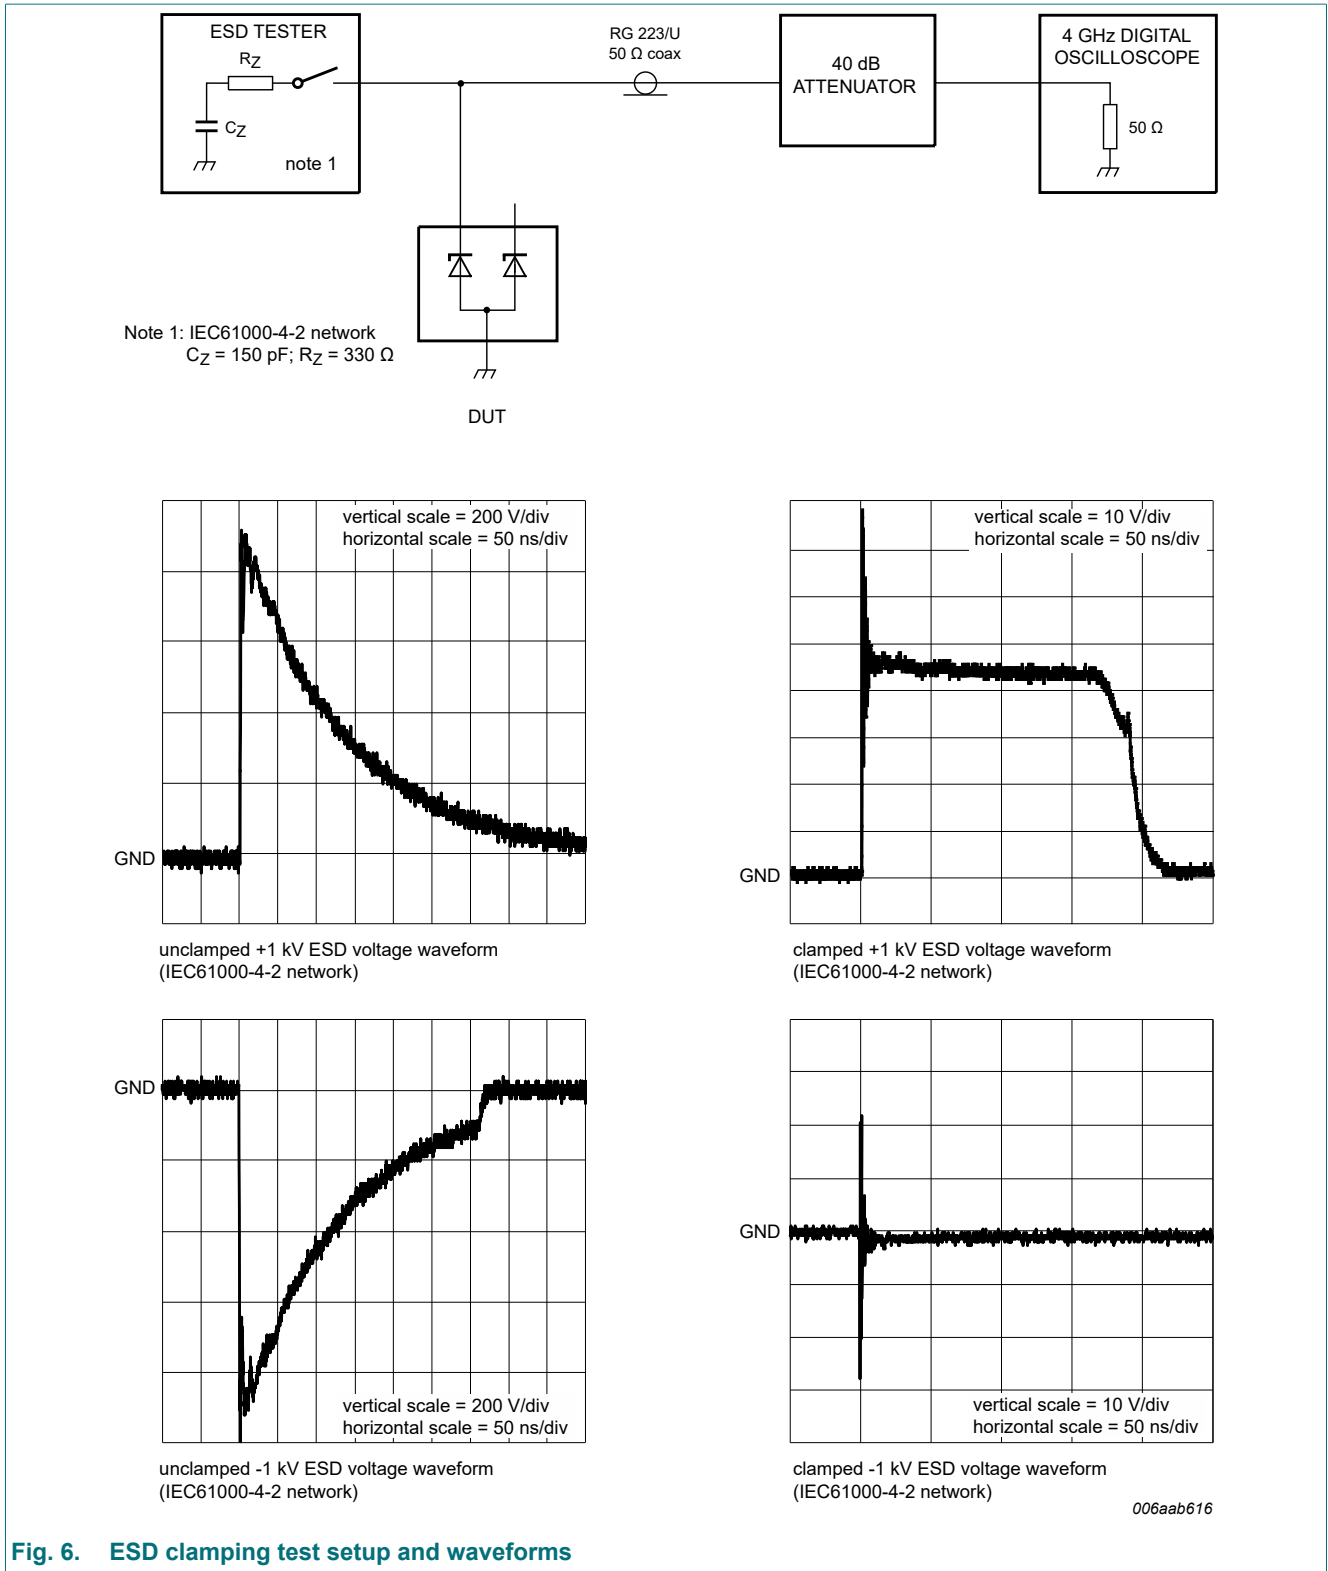 ESD TESTER
RZ
CZ
note 1
RG 223/U
50 Ω coax
40 dB
ATTENUATOR
4 GHz DIGITAL
OSCILLOSCOPE
50 Ω
Note 1: IEC61000-4-2 network
CZ = 150 pF; RZ = 330 Ω
DUT
vertical scale = 200 V/div
horizontal scale = 50 ns/div
GND
unclamped +1 kV ESD voltage waveform
(IEC61000-4-2 network)
vertical scale = 10 V/div
horizontal scale = 50 ns/div
GND
clamped +1 kV ESD voltage waveform
(IEC61000-4-2 network)
GND
vertical scale = 200 V/div
horizontal scale = 50 ns/div
unclamped -1 kV ESD voltage waveform
(IEC61000-4-2 network)
GND
vertical scale = 10 V/div
horizontal scale = 50 ns/div
clamped -1 kV ESD voltage waveform
(IEC61000-4-2 network)
006aab616
Fig. 6. ESD clamping test setup and waveforms